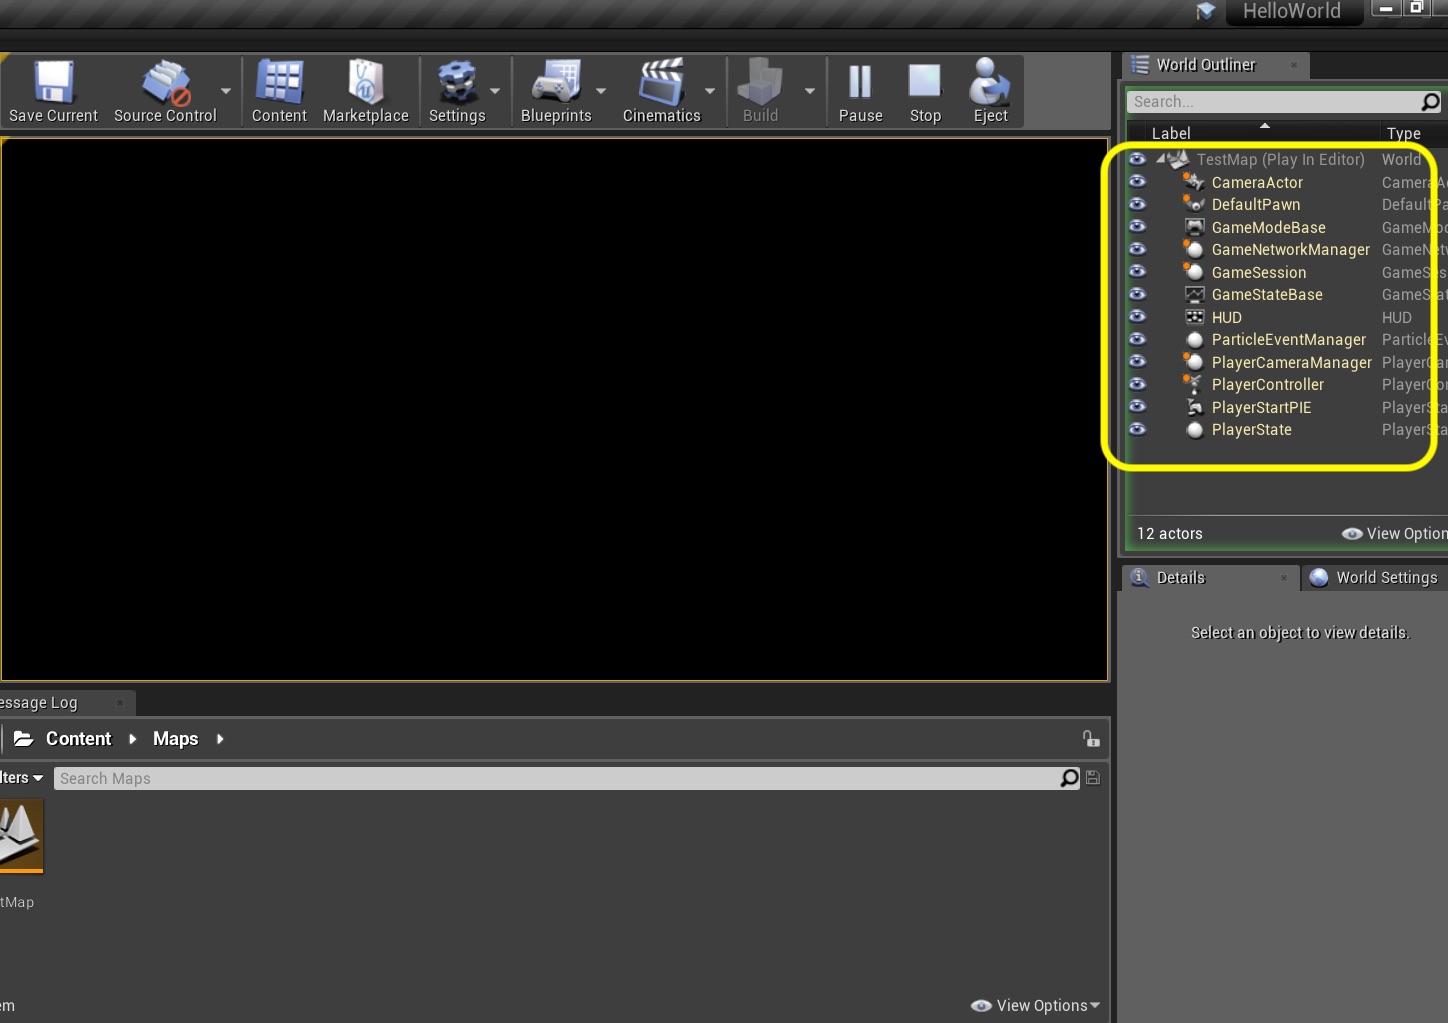 HelloWorld
Save Current Source Control Content Marketplace Settings Blueprints Cinematics Build Pause Stop Eject
World Outliner
Search...
Label Type
TestMap (Play In Editor) World
CameraActor CameraAc
DefaultPawn DefaultPa
GameModeBase GameMod
GameNetworkManager GameNetw
GameSession GameSes
GameStateBase GameStat
HUD HUD
ParticleEventManager ParticleEv
PlayerCameraManager PlayerCar
PlayerController PlayerCor
PlayerStartPIE PlayerSta
PlayerState PlayerSta
12 actors View Option
Details World Settings
Select an object to view details.
essage Log
Content Maps
lters Search Maps
tMap
em View Options